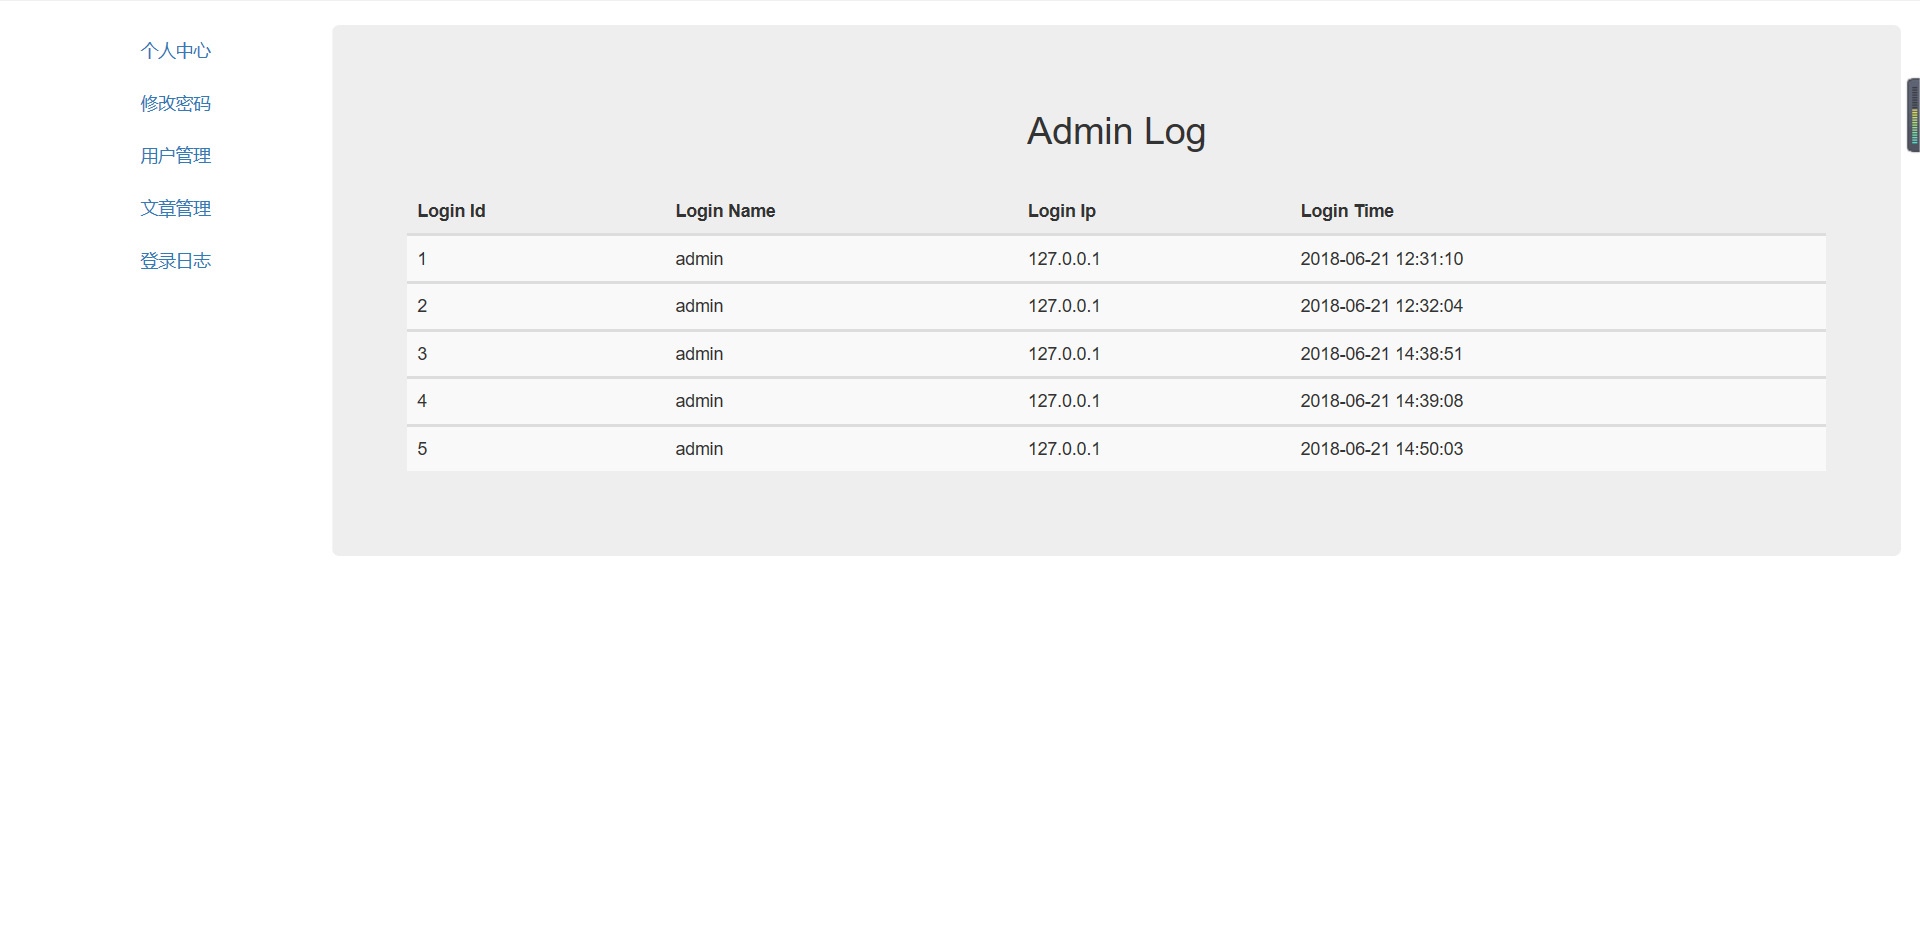 个人中心
修改密码
用户管理
文章管理
登录日志
Admin Log
Login Id Login Name Login Ip Login Time
1 admin 127.0.0.1 2018-06-21 12:31:10
2 admin 127.0.0.1 2018-06-21 12:32:04
3 admin 127.0.0.1 2018-06-21 14:38:51
4 admin 127.0.0.1 2018-06-21 14:39:08
5 admin 127.0.0.1 2018-06-21 14:50:03